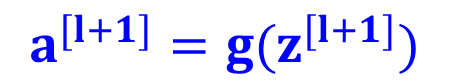 a^[l+1] = g(z^[l+1])